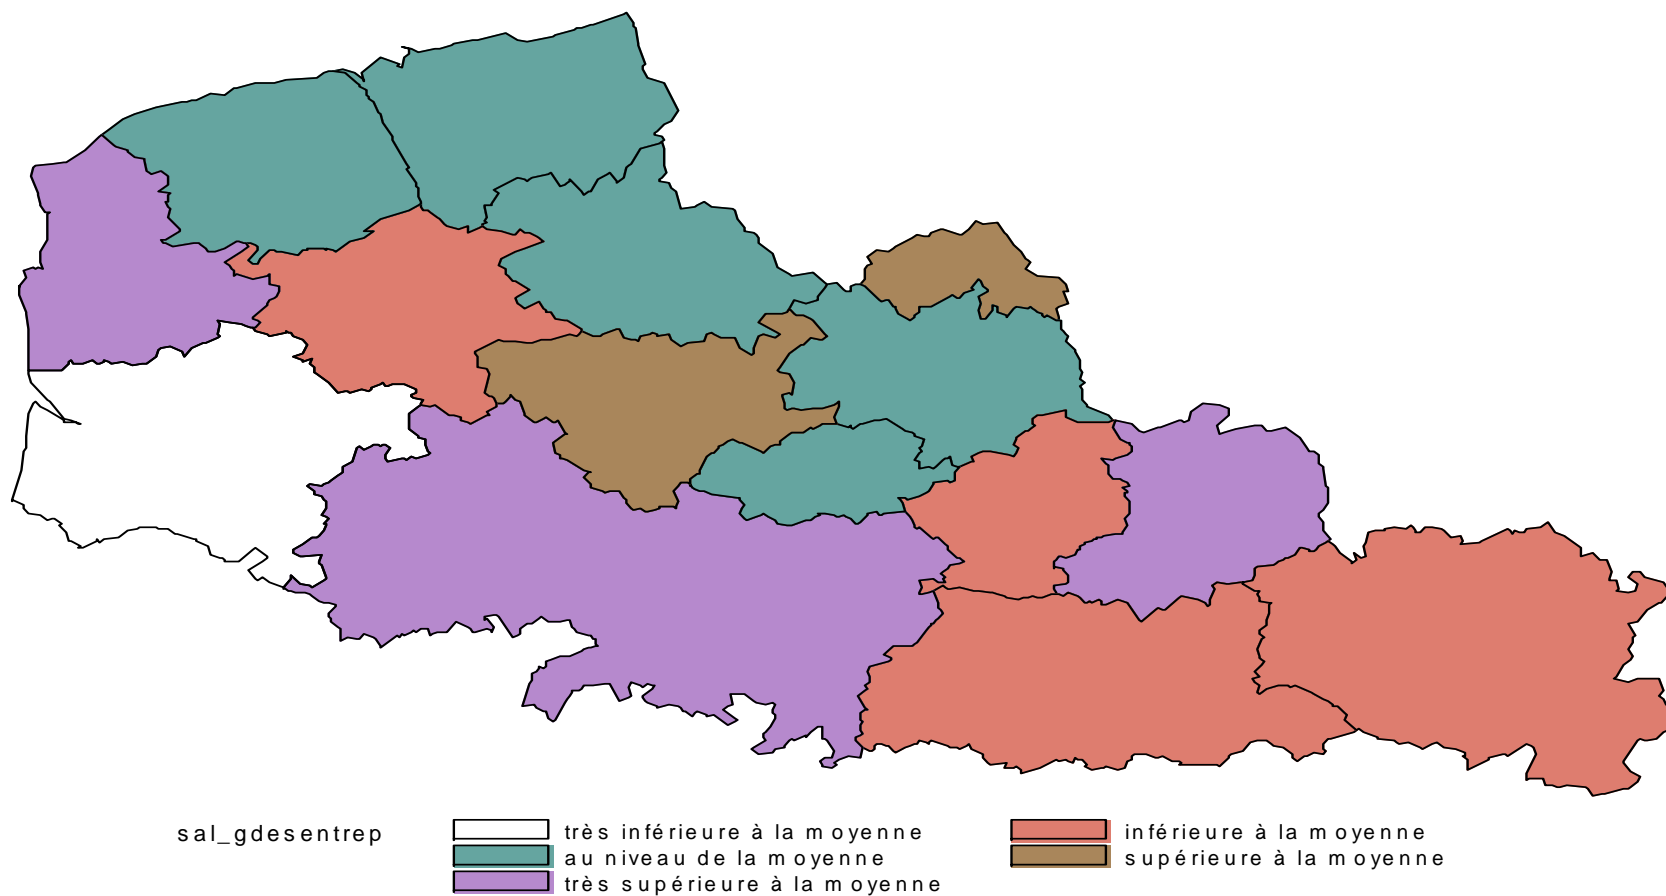 sal_gdesentrep
très inférieure à la moyenne
inférieure à la moyenne
au niveau de la moyenne
supérieure à la moyenne
très supérieure à la moyenne